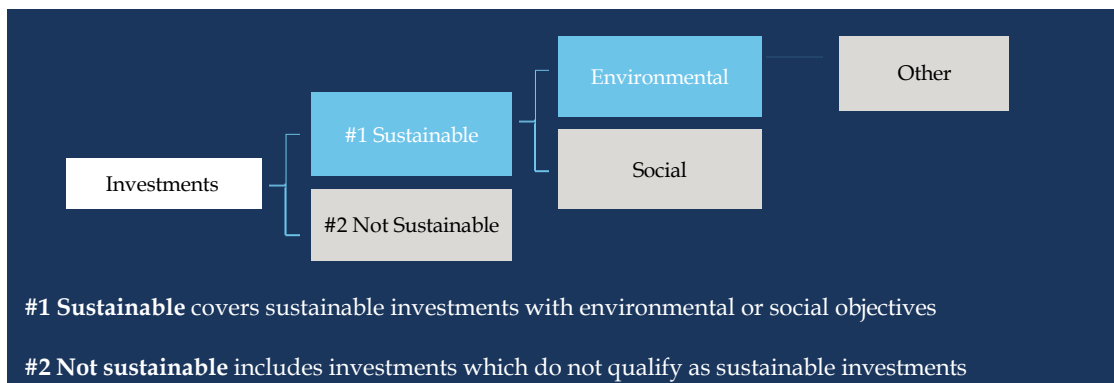 Environmental
Other
#1 Sustainable
Social
Investments
#2 Not Sustainable
#1 Sustainable covers sustainable investments with environmental or social objectives
#2 Not sustainable includes investments which do not qualify as sustainable investments